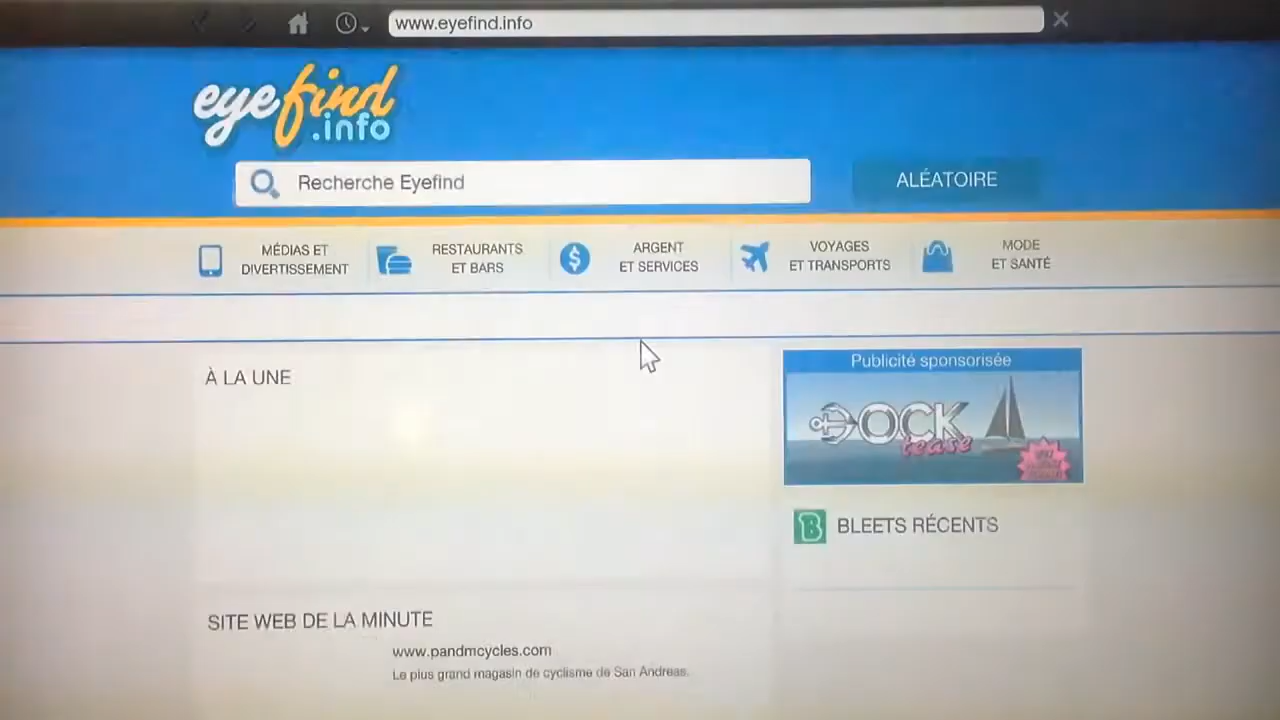 www.eyefind.info
eyefind
.info
Recherche Eyefind
ALÉATOIRE
MÉDIAS ET
DIVERTISSEMENT
RESTAURANTS
ET BARS
ARGENT
ET SERVICES
VOYAGES
ET TRANSPORTS
MODE
ET SANTÉ
À LA UNE
Publicité sponsorisée
DOCK
tease
B BLEETS RÉCENTS
SITE WEB DE LA MINUTE
www.pandmcycles.com
Le plus grand magasin de cyclisme de San Andreas.